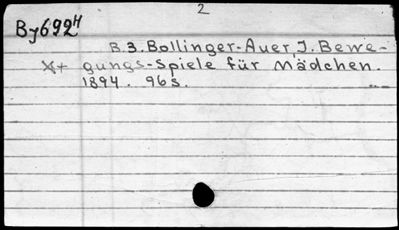 2
By692H
B.3. Bollinger-Auer, J. Bewe-
gungs-Spiele für Mädchen.
1894. 96S.